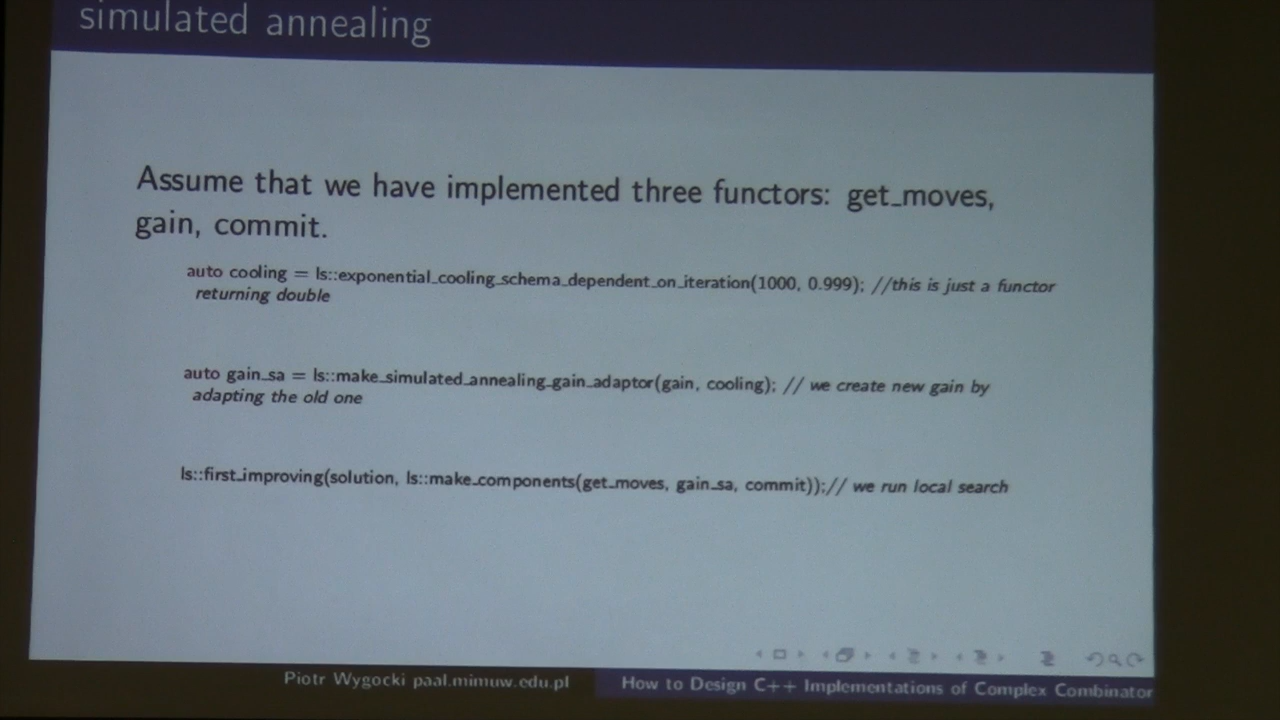 simulated annealing
Assume that we have implemented three functors: get_moves,
gain, commit.
auto cooling = ls::exponential_cooling_schema_dependent_on_iteration(1000, 0.999); //this is just a functor
returning double
auto gain_sa = ls::make_simulated_annealing_gain_adaptor(gain, cooling); // we create new gain by
adapting the old one
ls::first_improving(solution, ls::make_components(get_moves, gain_sa, commit));// we run local search
Piotr Wygocki paal.mimuw.edu.pl
How to Design C++ Implementations of Complex Combinator